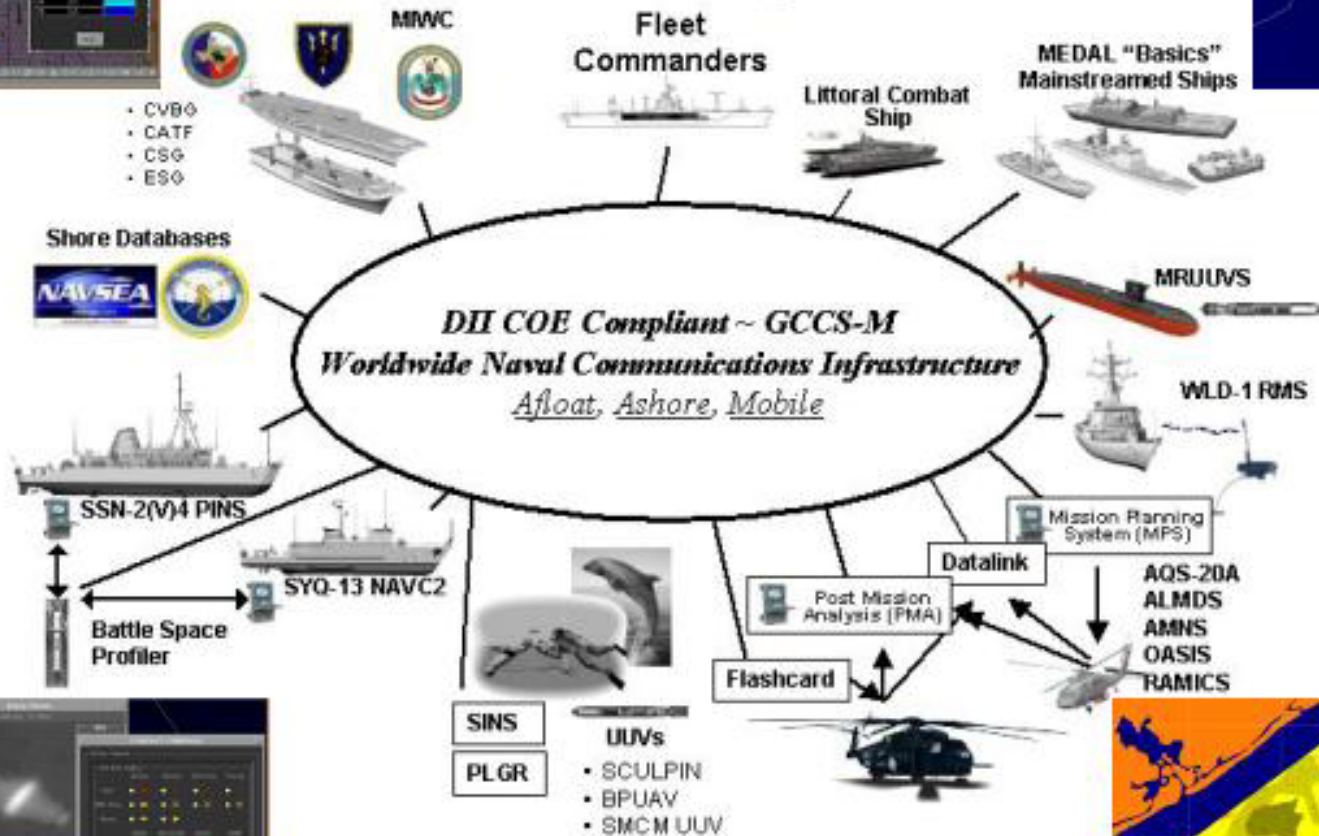 MIWC
Fleet
Commanders
MEDAL “Basics”
Mainstreamed Ships
Littoral Combat
Ship
• CVBG
• CATF
• CSG
• ESG
Shore Databases
NAVSEA
MRUUVS
DII COE Compliant ~ GCCS-M
Worldwide Naval Communications Infrastructure
Afloat, Ashore, Mobile
WLD-1 RMS
SSN-2(V)4 PINS
SYQ-13 NAVC2
Battle Space
Profiler
Mission Planning
System (MPS)
Datalink
Post Mission
Analysis (PMA)
Flashcard
AQS-20A
ALMDS
AMNS
OASIS
RAMICS
SINS
PLGR
UUVs
• SCULPIN
• BPUAV
• SMCM UUV